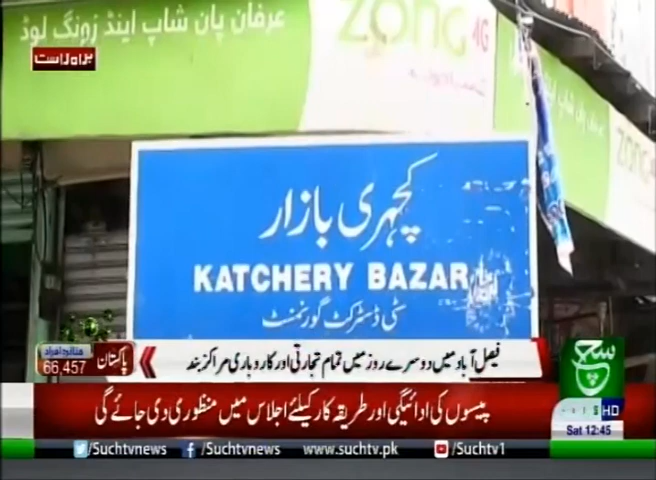 عرفان پان شاپ اینڈ زونگ لوڈ
zong 4G
براہ راست
کچہری بازار
KATCHERY BAZAR
سٹی ڈسٹرکٹ گورنمنٹ
متاثرہ افراد
66,457
پاکستان
فیصل آباد میں دوسرے روز میں تمام تجارتی اور کاروباری مراکز بند
سچ
HD
پیسوں کی ادائیگی اور طریقہ کار کیلئے اجلاس میں منظوری دی جائے گی
Sat 12:45
/Suchtvnews
/Suchtvnews
www.suchtv.pk
/Suchtv1